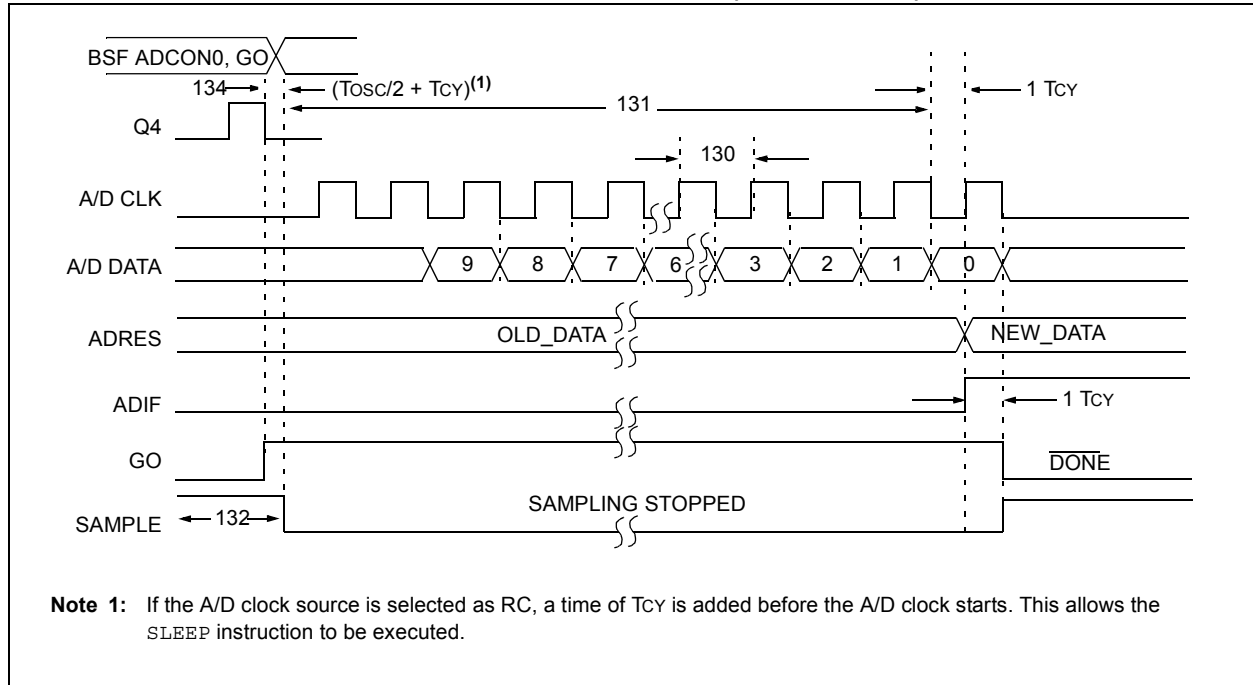 BSF ADCON0, GO
134
(TOSC/2 + TCY)(1)
131
1 TCY
Q4
130
A/D CLK
A/D DATA
9
8
7
6
3
2
1
0
ADRES
OLD_DATA
NEW_DATA
ADIF
1 TCY
GO
DONE
SAMPLING STOPPED
SAMPLE
132
Note 1: If the A/D clock source is selected as RC, a time of TCY is added before the A/D clock starts. This allows the
SLEEP instruction to be executed.